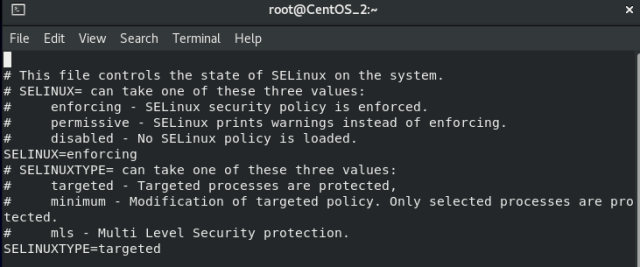 root@CentOS_2:~
File Edit View Search Terminal Help
# This file controls the state of SELinux on the system.
# SELINUX= can take one of these three values:
#     enforcing - SELinux security policy is enforced.
#     permissive - SELinux prints warnings instead of enforcing.
#     disabled - No SELinux policy is loaded.
SELINUX=enforcing
# SELINUXTYPE= can take one of these three values:
#     targeted - Targeted processes are protected,
#     minimum - Modification of targeted policy. Only selected processes are pro
tected.
#     mls - Multi Level Security protection.
SELINUXTYPE=targeted